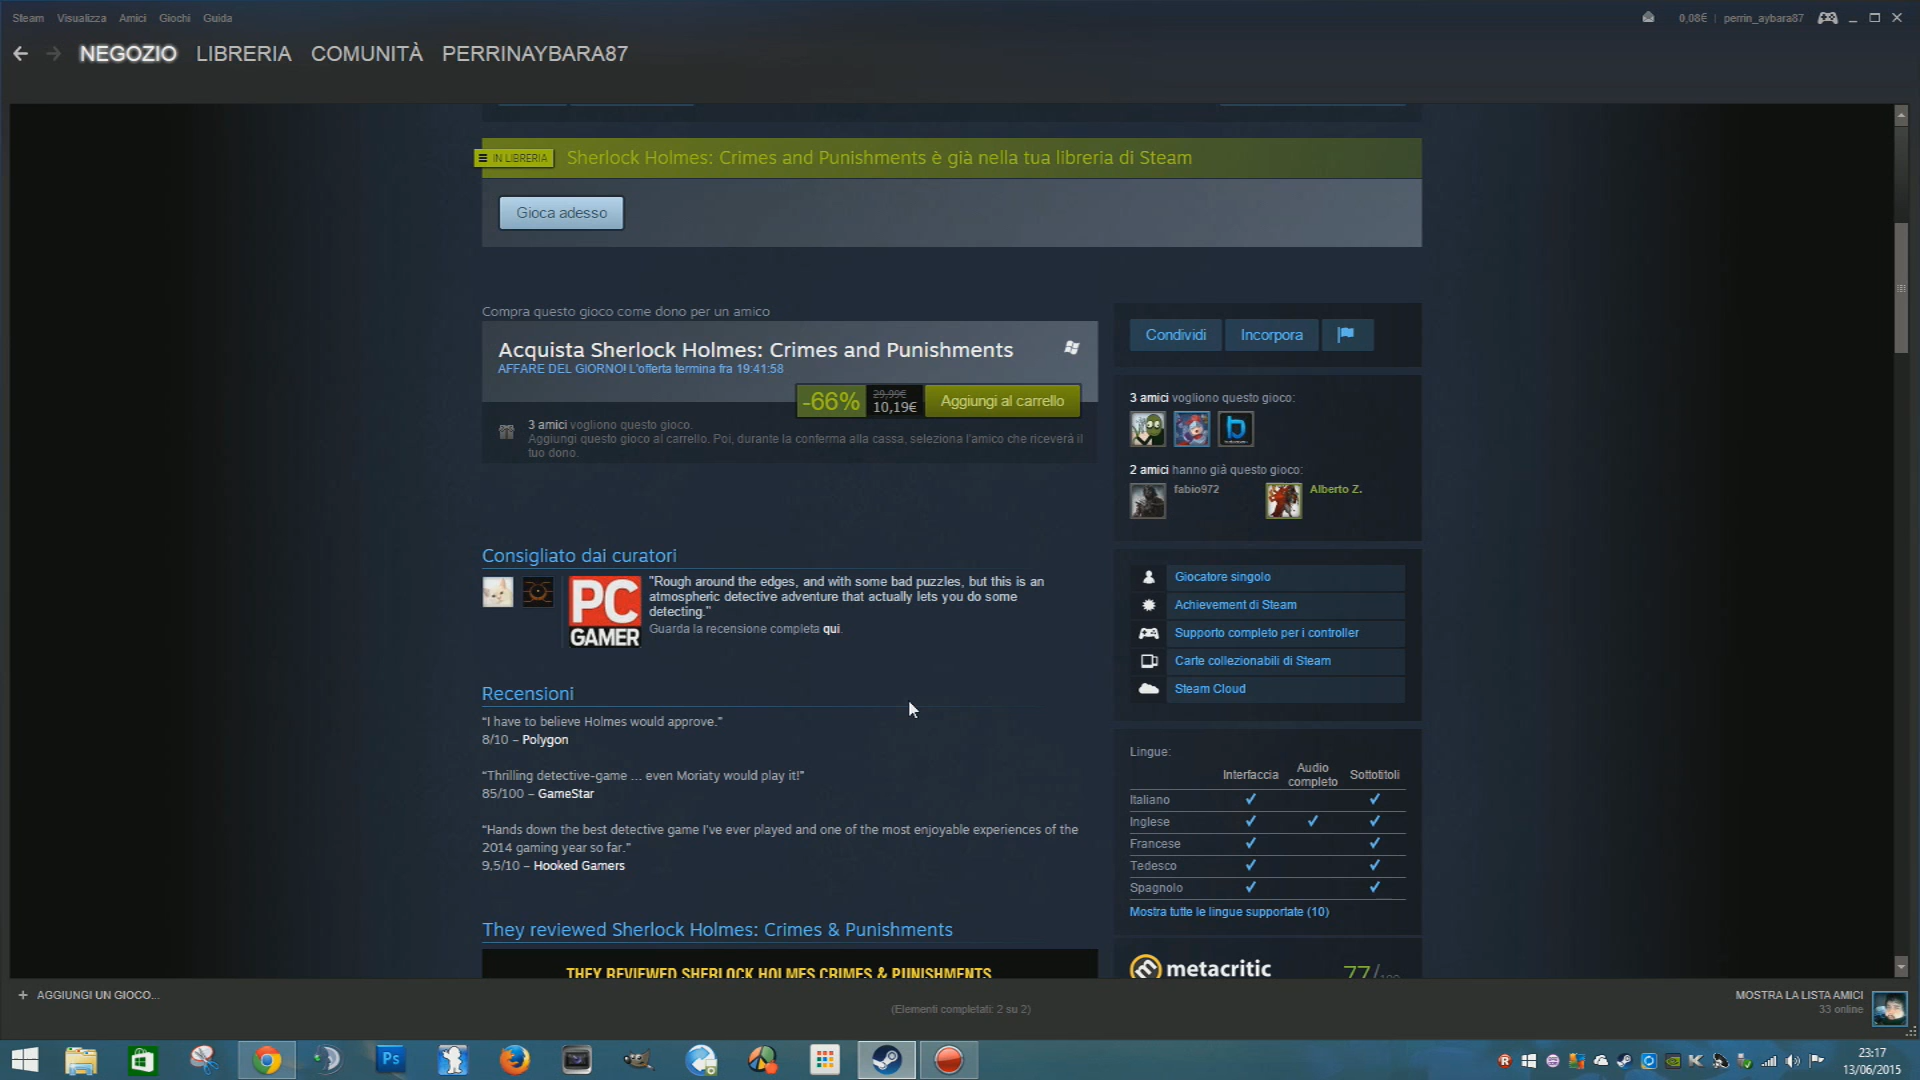 Steam Visualizza Amici Giochi Guida
0,08€ | perrin_aybara87
NEGOZIO LIBRERIA COMUNITÀ PERRINAYBARA87
IN LIBRERIA
Sherlock Holmes: Crimes and Punishments è già nella tua libreria di Steam
Gioca adesso
Compra questo gioco come dono per un amico
Acquista Sherlock Holmes: Crimes and Punishments
AFFARE DEL GIORNO! L'offerta termina fra 19:41:58
-66%
29,99€
10,19€
Aggiungi al carrello
3 amici vogliono questo gioco.
Aggiungi questo gioco al carrello. Poi, durante la conferma alla cassa, seleziona l'amico che riceverà il
tuo dono.
Consigliato dai curatori
PC
GAMER
"Rough around the edges, and with some bad puzzles, but this is an
atmospheric detective adventure that actually lets you do some
detecting."
Guarda la recensione completa qui.
Recensioni
“I have to believe Holmes would approve.”
8/10 – Polygon
“Thrilling detective-game ... even Moriaty would play it!”
85/100 – GameStar
“Hands down the best detective game I've ever played and one of the most enjoyable experiences of the
2014 gaming year so far.”
9,5/10 – Hooked Gamers
They reviewed Sherlock Holmes: Crimes & Punishments
THEY REVIEWED SHERLOCK HOLMES CRIMES & PUNISHMENTS
Condividi Incorpora
3 amici vogliono questo gioco:
2 amici hanno già questo gioco:
fabio972
Alberto Z.
Giocatore singolo
Achievement di Steam
Supporto completo per i controller
Carte collezionabili di Steam
Steam Cloud
Lingue:
Interfaccia Audio completo Sottotitoli
Italiano
Inglese
Francese
Tedesco
Spagnolo
Mostra tutte le lingue supportate (10)
metacritic
77/100
+ AGGIUNGI UN GIOCO...
(Elementi completati: 2 su 2)
MOSTRA LA LISTA AMICI
33 online
Ps
23:17
13/06/2015